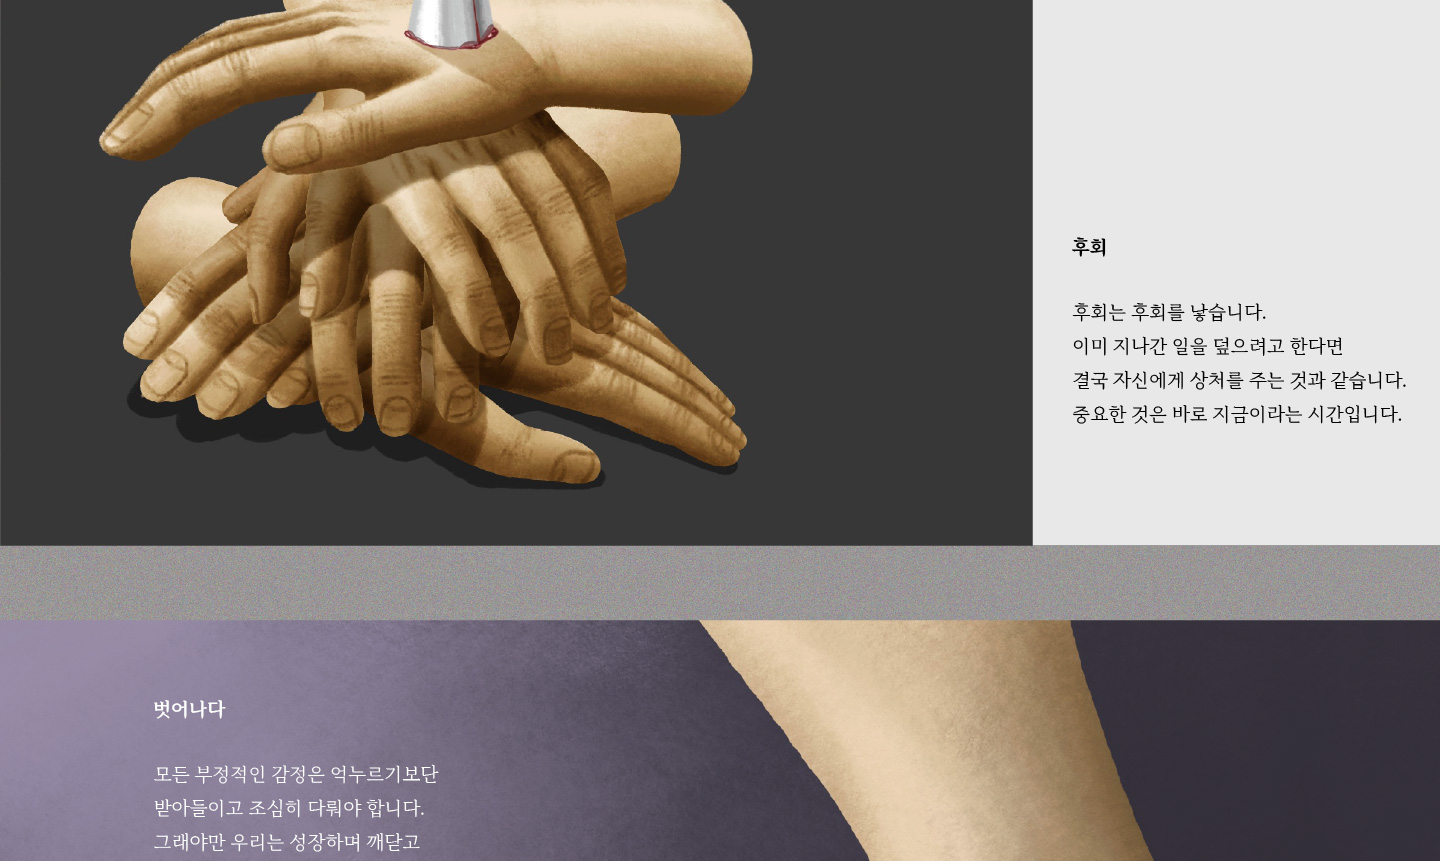 후회
후회는 후회를 낳습니다.
이미 지나간 일을 덮으려고 한다면
결국 자신에게 상처를 주는 것과 같습니다.
중요한 것은 바로 지금이라는 시간입니다.
벗어나다
모든 부정적인 감정은 억누르기보단
받아들이고 조심히 다뤄야 합니다.
그래야만 우리는 성장하며 깨닫고